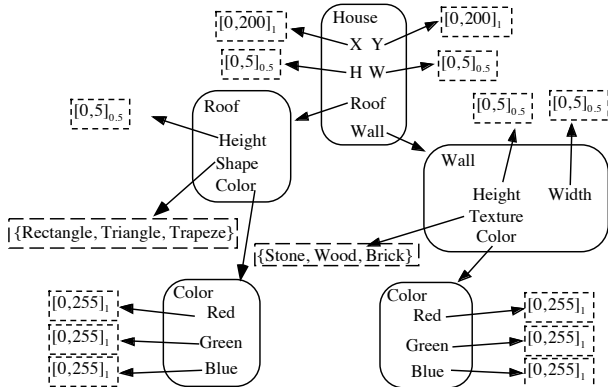 House
[0,200]₁
X Y
[0,200]₁
[0,5]₀.₅
H W
[0,5]₀.₅
Roof
Wall
[0,5]₀.₅
Roof
Height
Shape
Color
[0,5]₀.₅
[0,5]₀.₅
Wall
Height
Width
Texture
Color
{Rectangle, Triangle, Trapeze}
{Stone, Wood, Brick}
Color
[0,255]₁
Red
[0,255]₁
Green
[0,255]₁
Blue
Color
Red
[0,255]₁
Green
[0,255]₁
Blue
[0,255]₁